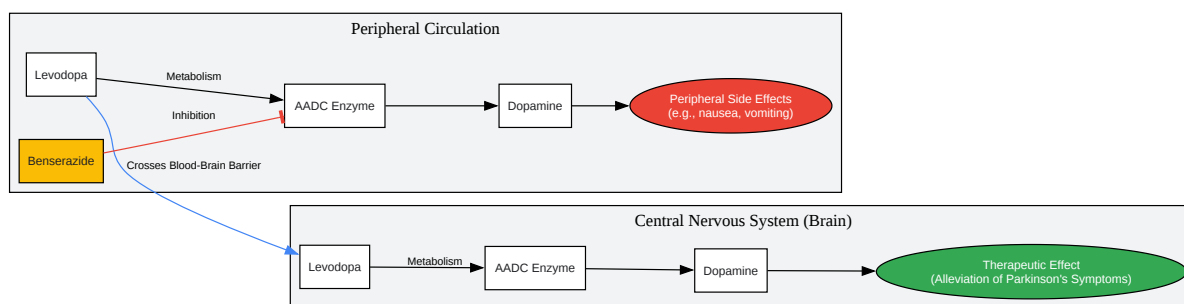 Peripheral Circulation
Levodopa
Metabolism
AADC Enzyme
Dopamine
Peripheral Side Effects
(e.g., nausea, vomiting)
Inhibition
Benserazide
Crosses Blood-Brain Barrier
Central Nervous System (Brain)
Levodopa
Metabolism
AADC Enzyme
Dopamine
Therapeutic Effect
(Alleviation of Parkinson's Symptoms)